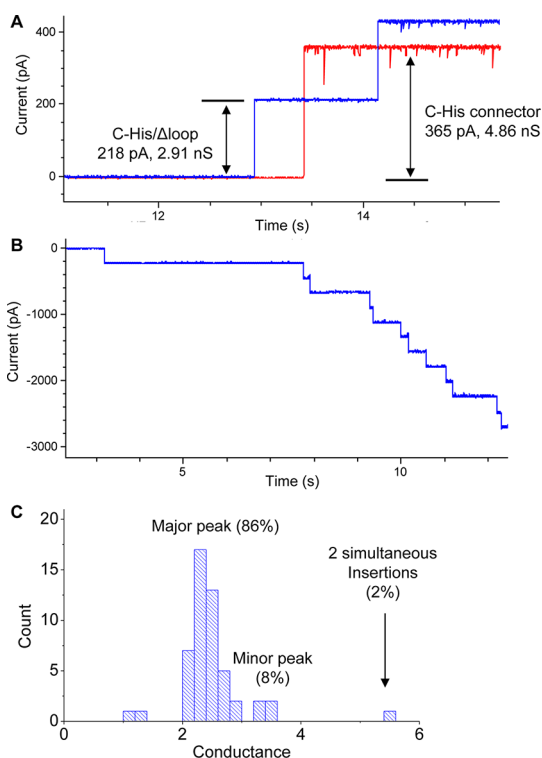 A
400
200
0
Current (pA)
C-His/Δloop
218 pA, 2.91 nS
C-His connector
365 pA, 4.86 nS
12
14
Time (s)
B
0
-1000
-2000
-3000
Current (pA)
5
10
Time (s)
C
20
15
10
5
0
Count
Major peak (86%)
Minor peak
(8%)
2 simultaneous
Insertions
(2%)
0
2
4
6
Conductance